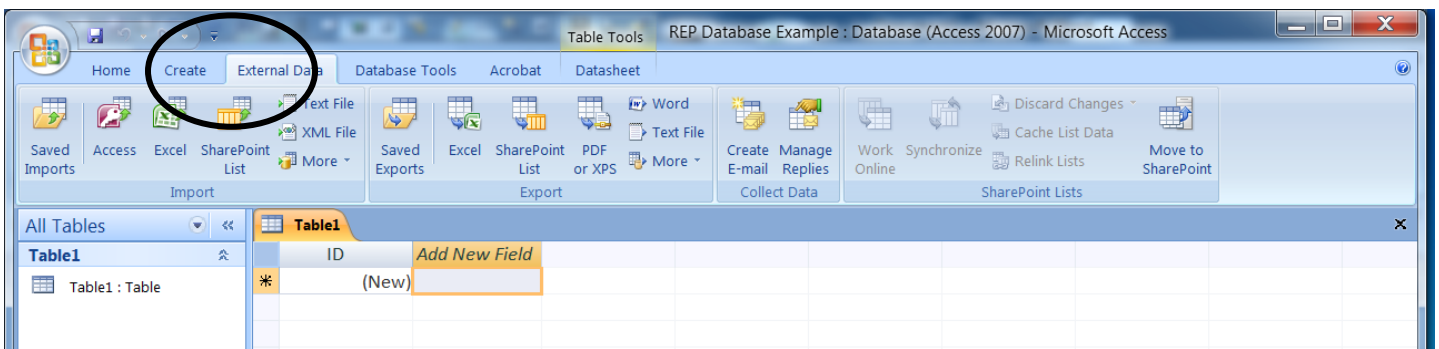 Table Tools REP Database Example : Database (Access 2007) - Microsoft Access
Home Create External Data Database Tools Acrobat Datasheet
Saved Imports
Access
Excel
SharePoint List
Text File
XML File
More
Import
Saved Exports
Excel
SharePoint List
PDF or XPS
Word
Text File
More
Export
Create E-mail
Manage Replies
Collect Data
Work Online
Synchronize
Discard Changes
Cache List Data
Relink Lists
Move to SharePoint
SharePoint Lists
All Tables
Table1
Table1 : Table
Table1
ID Add New Field
(New)